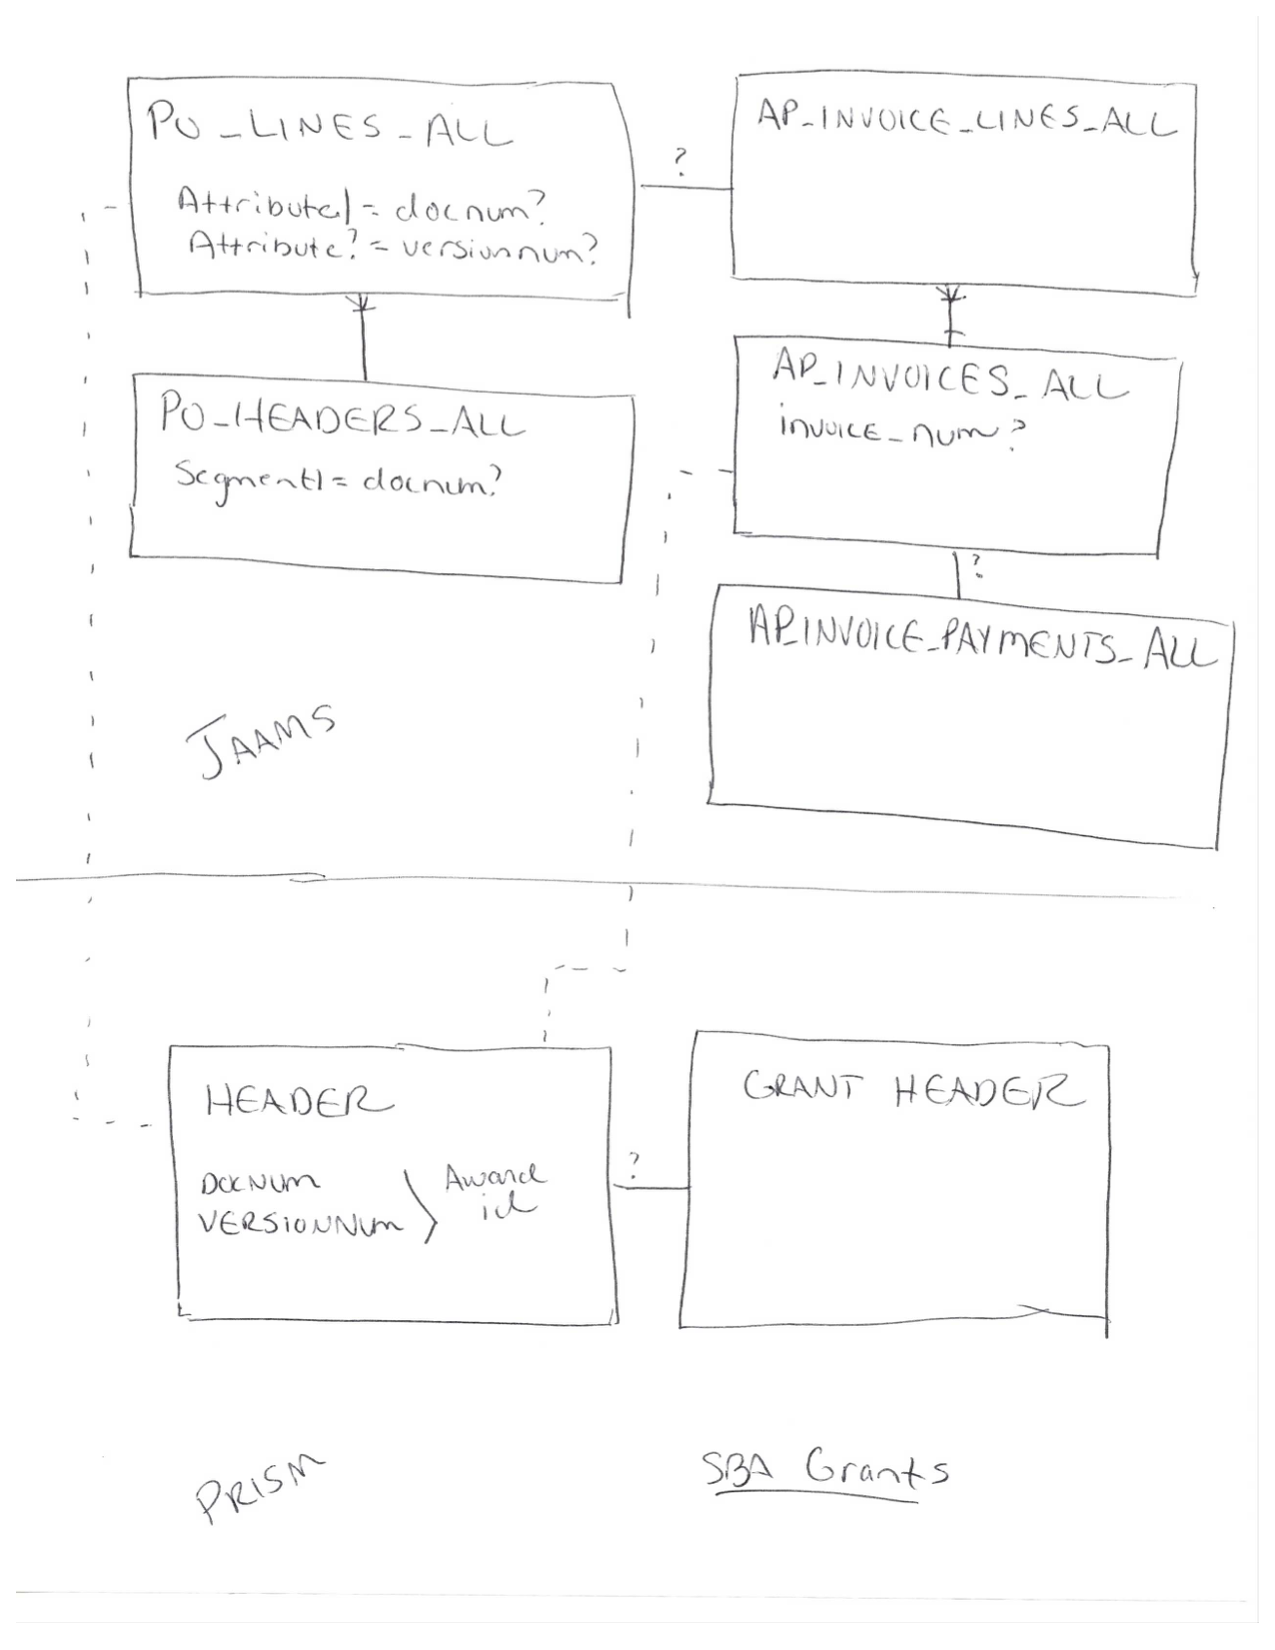 PO_LINES_ALL
Attribute1 = docnum?
Attribute? = versionnum?
?
AP_INVOICE_LINES_ALL
PO_HEADERS_ALL
Segment1 = docnum?
AP_INVOICES_ALL
invoice_num?
?
AP_INVOICE_PAYMENTS_ALL
JAAMS
HEADER
DOCNUM
VERSIONNUM
Award
id
?
GRANT HEADER
PRISM
SBA Grants